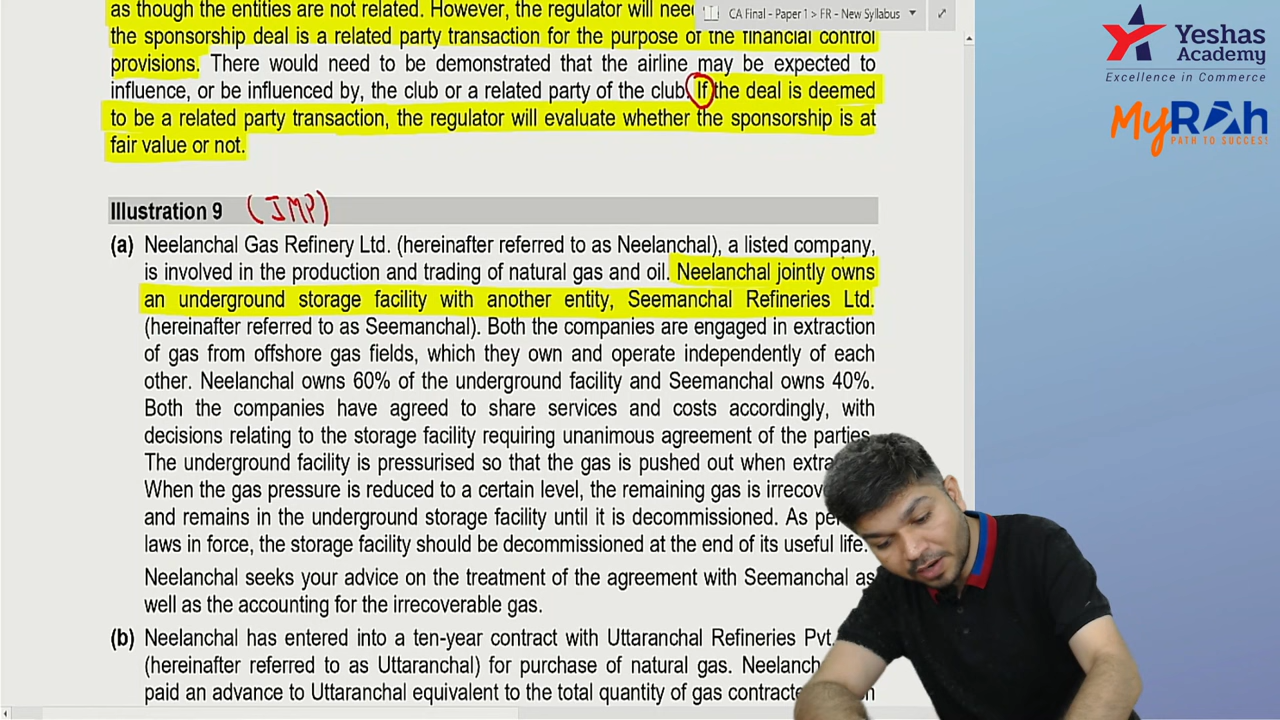 as though the entities are not related. However, the regulator will need
the sponsorship deal is a related party transaction for the purpose of the financial control
provisions. There would need to be demonstrated that the airline may be expected to
influence, or be influenced by, the club or a related party of the club. If the deal is deemed
to be a related party transaction, the regulator will evaluate whether the sponsorship is at
fair value or not.
CA Final - Paper 1 > FR - New Syllabus
Yeshas
Academy
Excellence in Commerce
MyRAh
PATH TO SUCCESS!
Illustration 9 (IMP)
(a) Neelanchal Gas Refinery Ltd. (hereinafter referred to as Neelanchal), a listed company,
is involved in the production and trading of natural gas and oil. Neelanchal jointly owns
an underground storage facility with another entity, Seemanchal Refineries Ltd.
(hereinafter referred to as Seemanchal). Both the companies are engaged in extraction
of gas from offshore gas fields, which they own and operate independently of each
other. Neelanchal owns 60% of the underground facility and Seemanchal owns 40%.
Both the companies have agreed to share services and costs accordingly, with
decisions relating to the storage facility requiring unanimous agreement of the parties.
The underground facility is pressurised so that the gas is pushed out when
When the gas pressure is reduced to a certain level, the remaining gas is
and remains in the underground storage facility until it is decommissioned. As
laws in force, the storage facility should be decommissioned at the end of its useful life.
Neelanchal seeks your advice on the treatment of the agreement with Seemanchal as
well as the accounting for the irrecoverable gas.
(b) Neelanchal has entered into a ten-year contract with Uttaranchal Refineries Pvt.
(hereinafter referred to as Uttaranchal) for purchase of natural gas.
paid an advance to Uttaranchal equivalent to the total quantity of gas